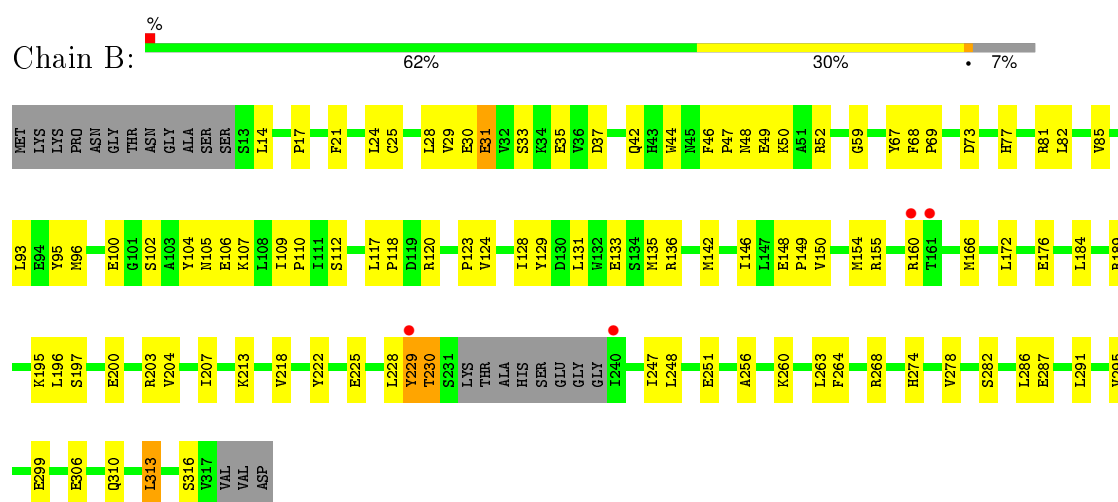 %
Chain B:
62% 30% • 7%
MET LYS LYS PRO ASN GLY THR ASN GLY ALA SER SER S13 L14 P17 F21 L24 C25 L28 V29 E30 E31 V32 S33 K34 E35 V36 D37 Q42 H43 W44 N45 F46 P47 N48 E49 K50 A51 R52 G59 Y67 F68 P69 D73 H77 R81 L82 V85
L93 E94 Y95 M96 E100 G101 S102 A103 Y104 N105 E106 K107 L108 I109 P110 I111 S112 L117 P118 D119 R120 P123 V124 I128 Y129 D130 L131 W132 E133 S134 M135 R136 M142 I146 L147 E148 P149 V150 M154 R155 R160 T161 M166 L172 E176 L184 R189
K195 L196 S197 E200 R203 V204 I207 K213 V218 Y222 E225 L228 Y229 T230 S231 LYS THR ALA HIS SER GLU GLY GLY I240 I247 L248 E251 A256 K260 L263 F264 R268 H274 V278 S282 L286 E287 L291
E299 E306 Q310 L313 S316 V317 VAL VAL ASP